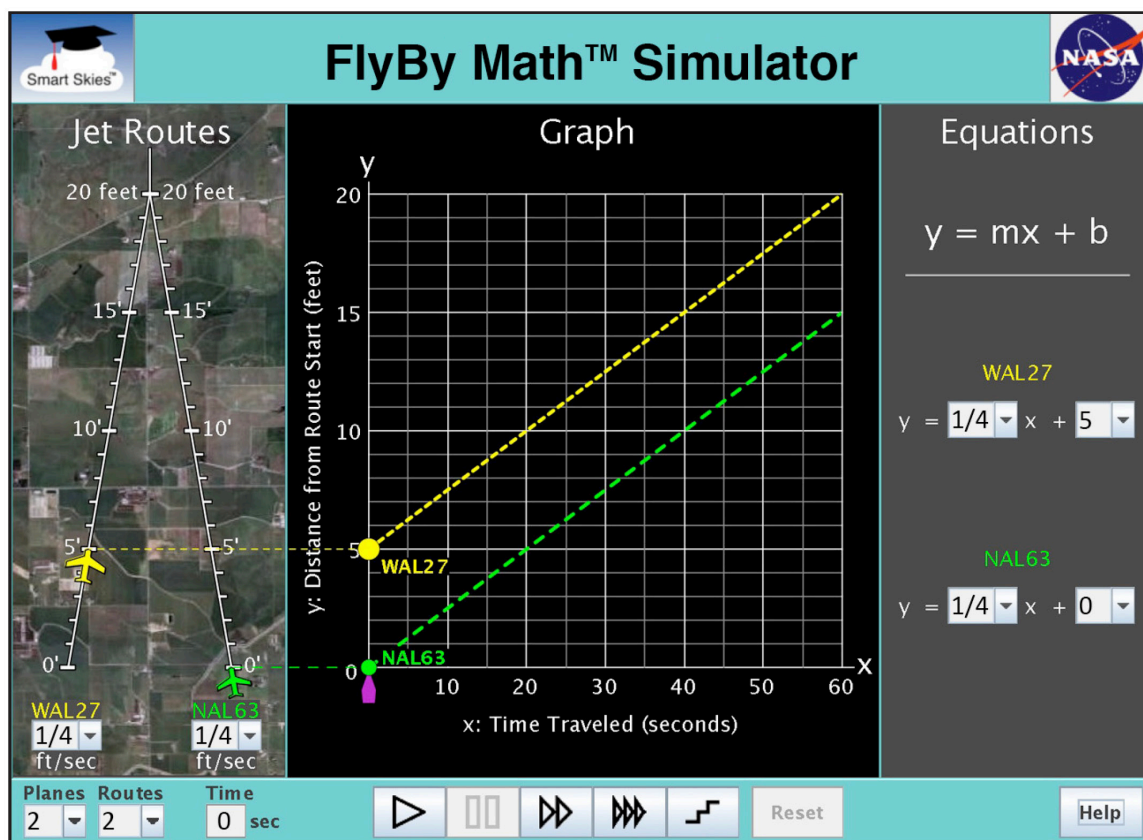 Smart Skies™
FlyBy Math™ Simulator
NASA
Jet Routes
20 feet 20 feet
15' 15'
10' 10'
5' 5'
0' 0'
WAL27 NAL63
1/4 1/4
ft/sec ft/sec
Graph
y
y: Distance from Route Start (feet)
20
15
10
5
0
WAL27
NAL63
10 20 30 40 50 60 x
x: Time Traveled (seconds)
Equations
y = mx + b
WAL27
y = 1/4 x + 5
NAL63
y = 1/4 x + 0
Planes Routes Time
2 2 0 sec
Reset
Help